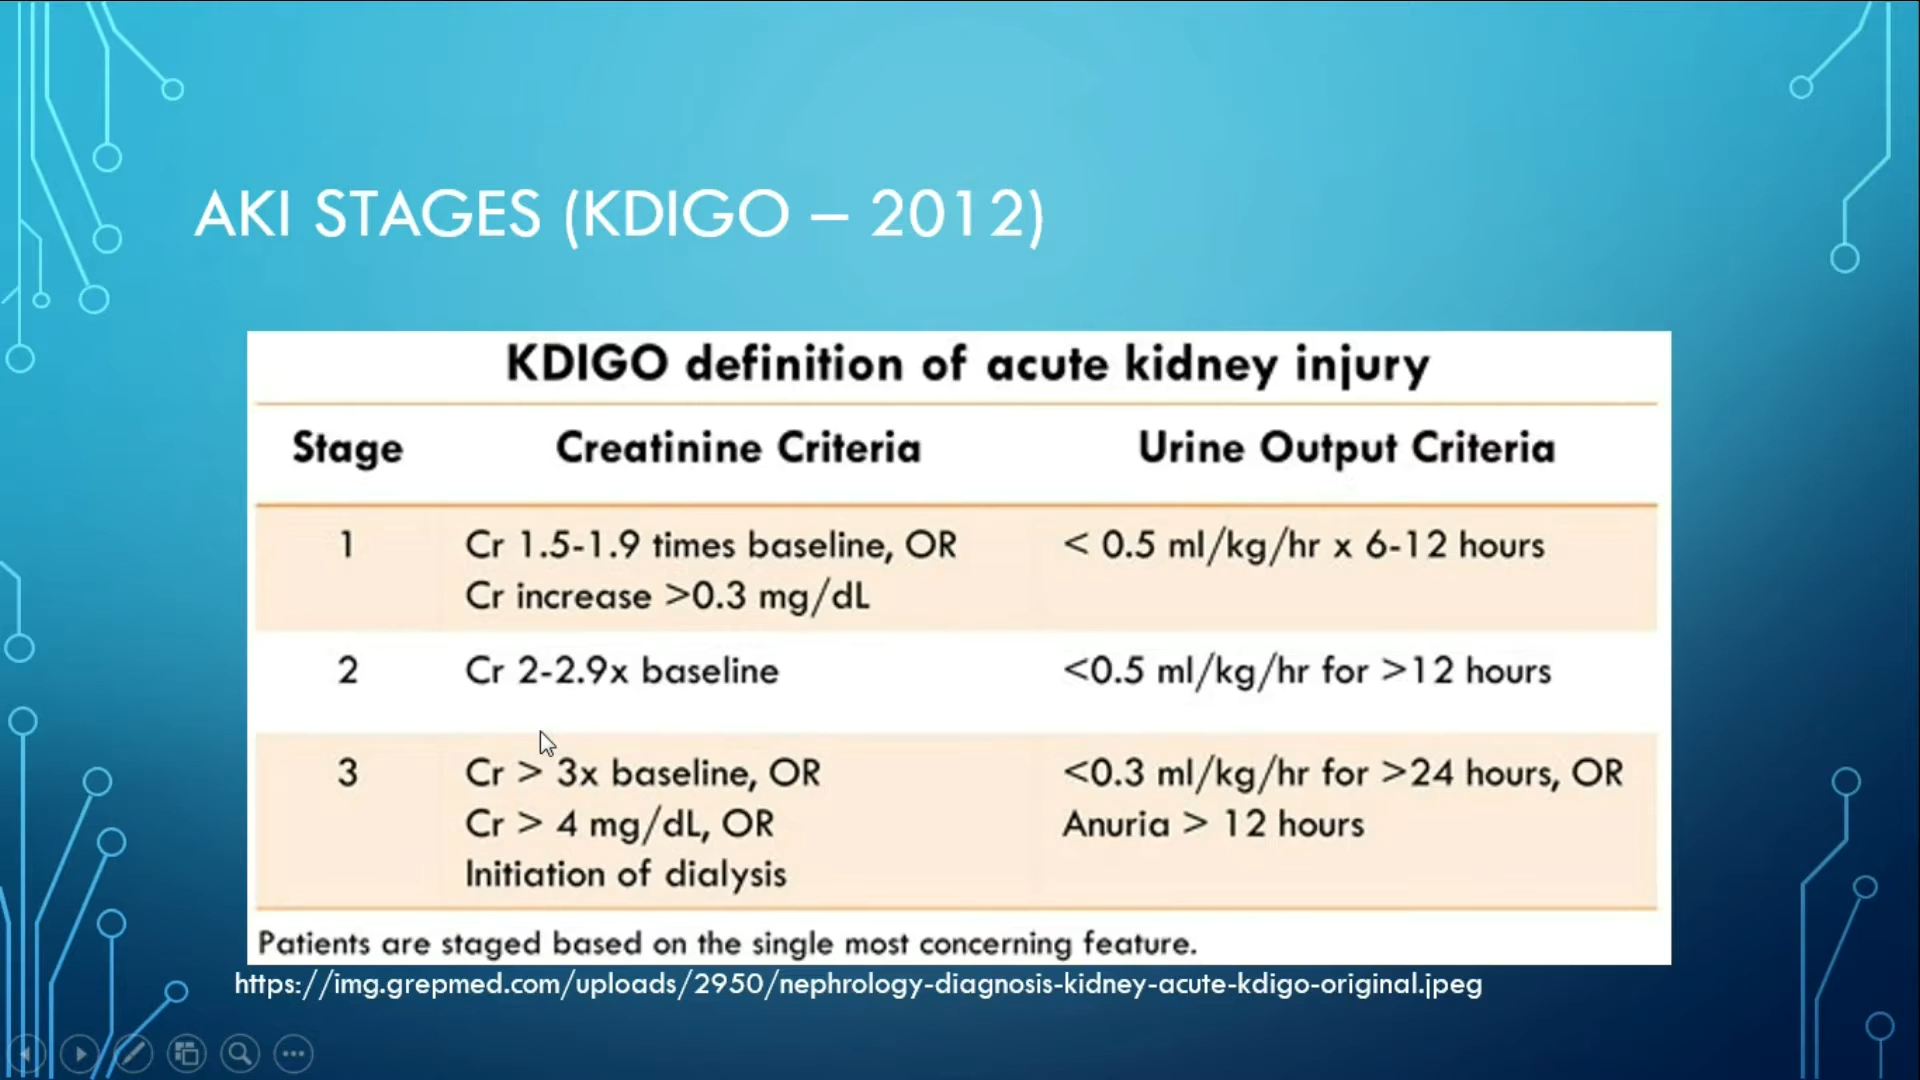 AKI STAGES (KDIGO – 2012)
KDIGO definition of acute kidney injury
Stage Creatinine Criteria Urine Output Criteria
1 Cr 1.5-1.9 times baseline, OR < 0.5 ml/kg/hr x 6-12 hours
Cr increase >0.3 mg/dL
2 Cr 2-2.9x baseline <0.5 ml/kg/hr for >12 hours
3 Cr > 3x baseline, OR <0.3 ml/kg/hr for >24 hours, OR
Cr > 4 mg/dL, OR Anuria > 12 hours
Initiation of dialysis
Patients are staged based on the single most concerning feature.
https://img.grepmed.com/uploads/2950/nephrology-diagnosis-kidney-acute-kdigo-original.jpeg